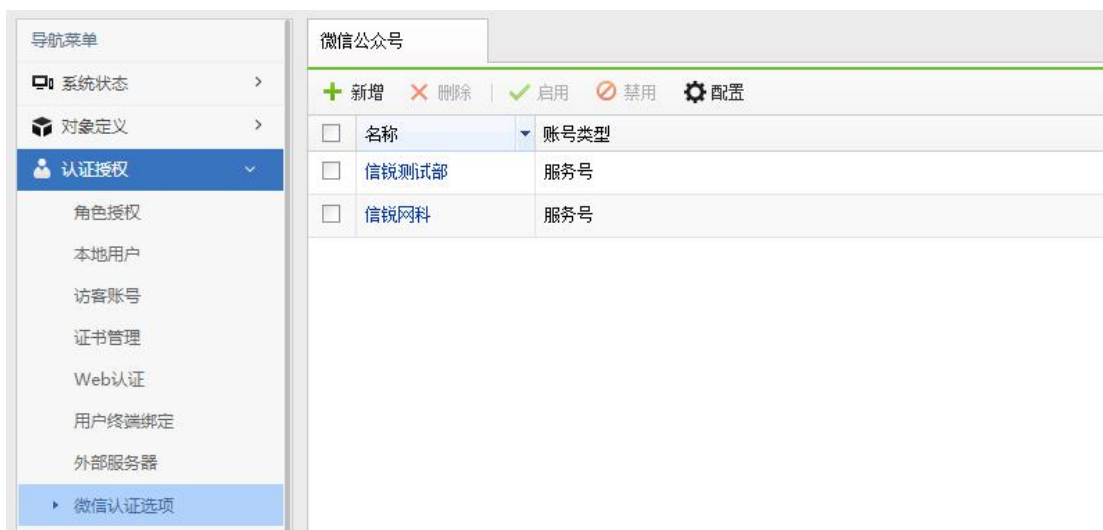 导航菜单
系统状态
对象定义
认证授权
角色授权
本地用户
访客账号
证书管理
Web认证
用户终端绑定
外部服务器
微信认证选项
微信公众号
新增 删除 启用 禁用 配置
名称 账号类型
信锐测试部 服务号
信锐网科 服务号